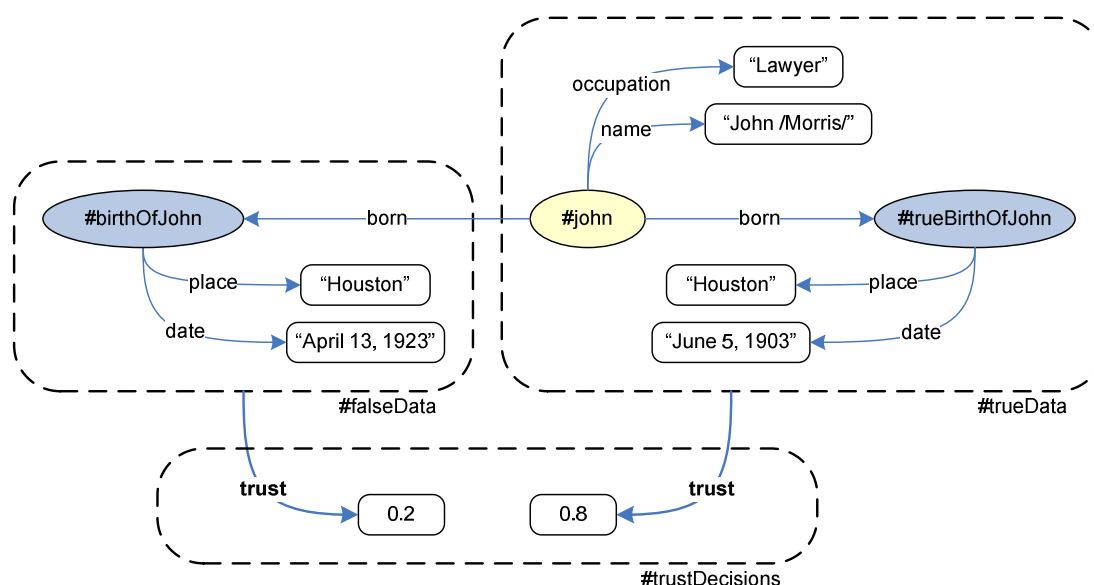 “Lawyer”
occupation
“John /Morris/”
name
#birthOfJohn
born
#john
born
#trueBirthOfJohn
place
“Houston”
“Houston”
place
date
“April 13, 1923”
“June 5, 1903”
date
#falseData
#trueData
trust
0.2
0.8
trust
#trustDecisions